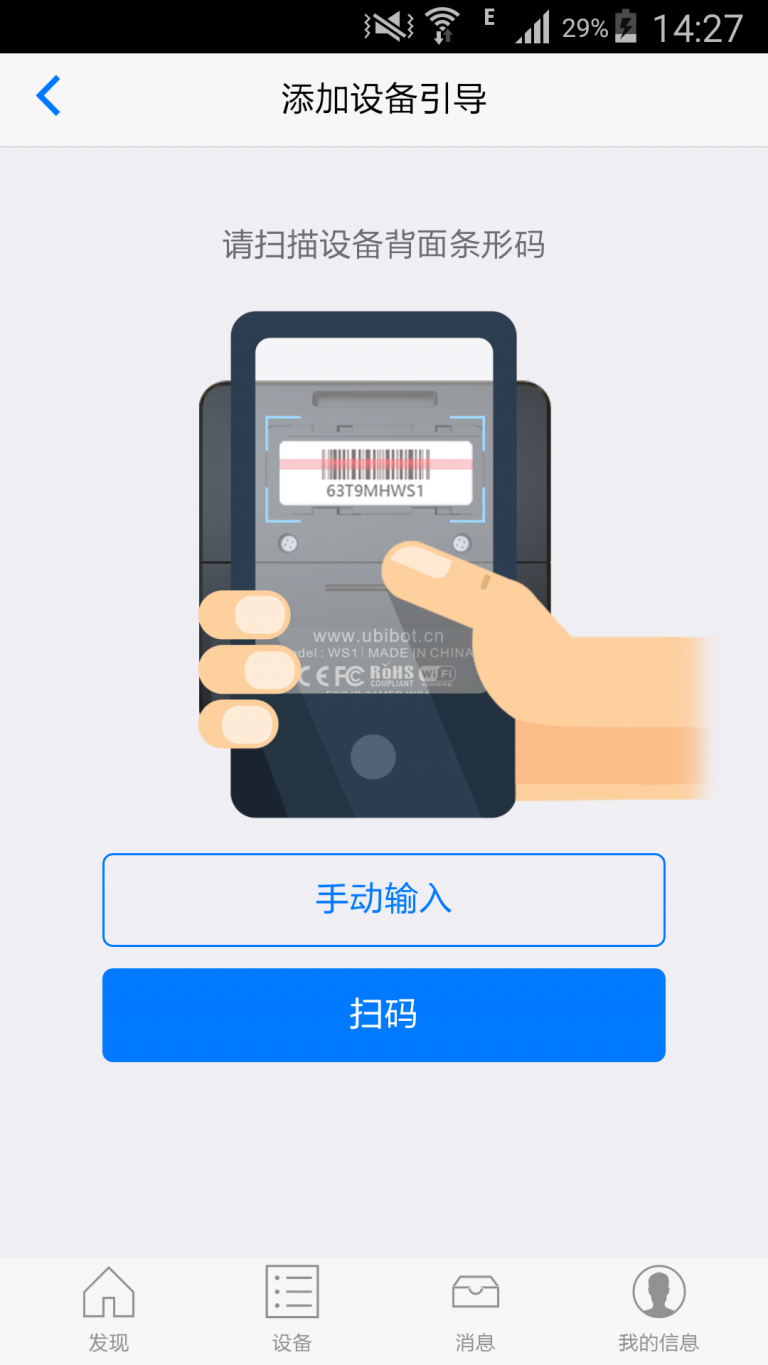 E 29% 14:27
添加设备引导
请扫描设备背面条形码
63T9MHWS1
www.ubibot.cn
del : WS1 | MADE IN CHINA
CE FC RoHS WiFi
COMPLIANT
手动输入
扫码
发现 设备 消息 我的信息